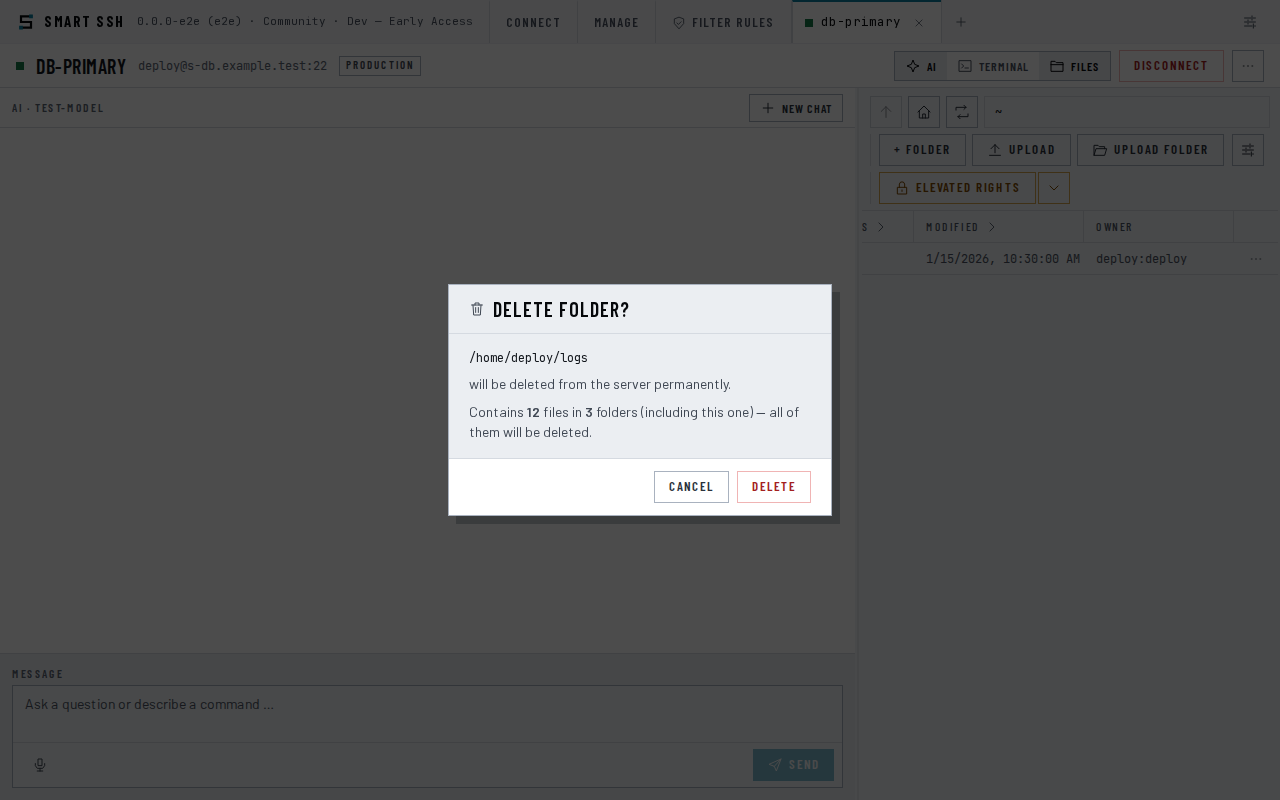 SMART SSH 0.0.0-e2e (e2e) · Community · Dev — Early Access CONNECT MANAGE FILTER RULES db-primary
DB-PRIMARY deploy@s-db.example.test:22 PRODUCTION AI TERMINAL FILES DISCONNECT
AI · TEST-MODEL NEW CHAT
~
+ FOLDER UPLOAD UPLOAD FOLDER
ELEVATED RIGHTS
S MODIFIED OWNER
1/15/2026, 10:30:00 AM deploy:deploy
DELETE FOLDER?
/home/deploy/logs
will be deleted from the server permanently.
Contains 12 files in 3 folders (including this one) — all of
them will be deleted.
CANCEL DELETE
MESSAGE
Ask a question or describe a command ...
SEND